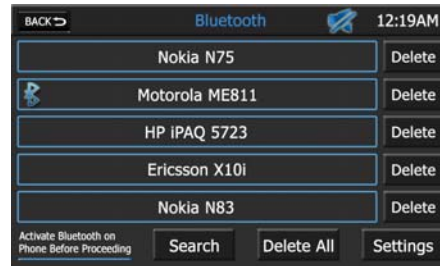 BACK Bluetooth 12:19AM
Nokia N75 Delete
Motorola ME811 Delete
HP iPAQ 5723 Delete
Ericsson X10i Delete
Nokia N83 Delete
Activate Bluetooth on
Phone Before Proceeding Search Delete All Settings